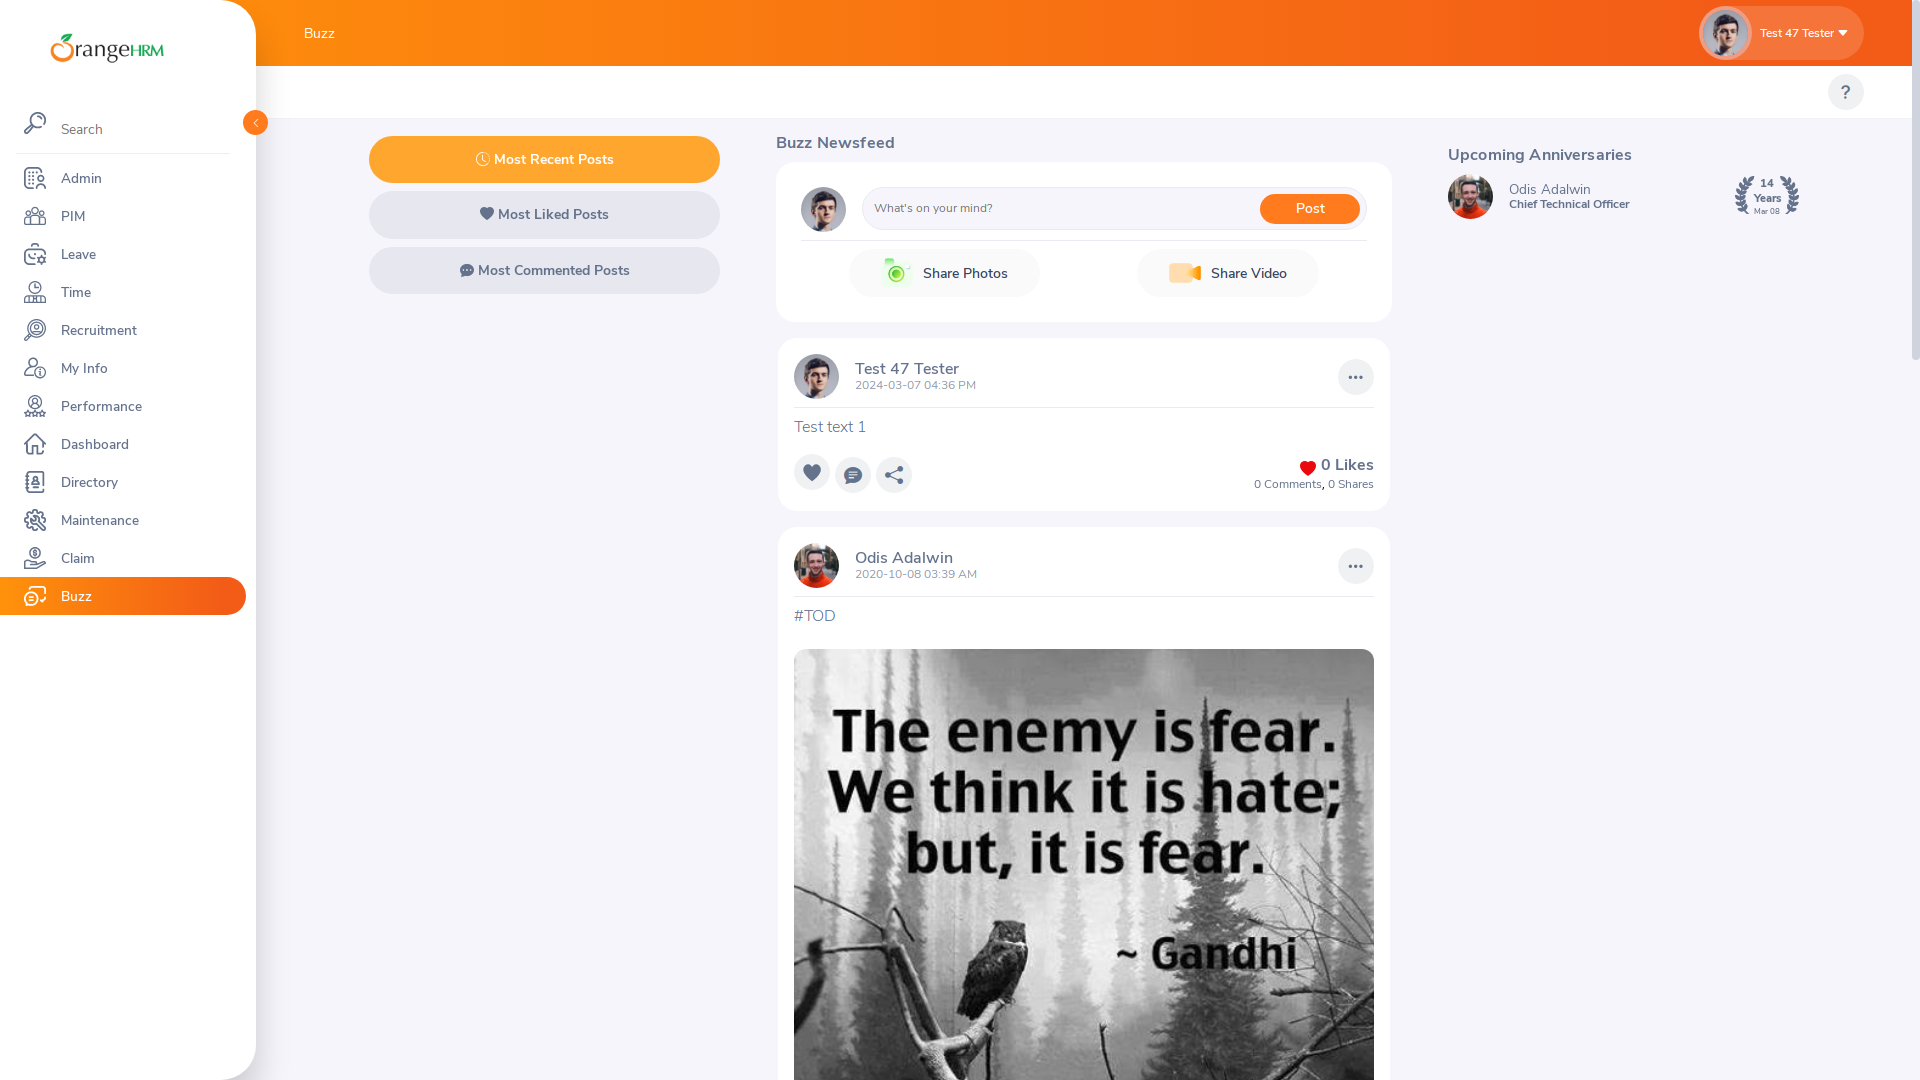 OrangeHRM
Search
Admin
PIM
Leave
Time
Recruitment
My Info
Performance
Dashboard
Directory
Maintenance
Claim
Buzz
Buzz
Test 47 Tester
?
Most Recent Posts
Most Liked Posts
Most Commented Posts
Buzz Newsfeed
What's on your mind?
Post
Share Photos
Share Video
Test 47 Tester
2024-03-07 04:36 PM
Test text 1
0 Likes
0 Comments, 0 Shares
Odis Adalwin
2020-10-08 03:39 AM
#TOD
The enemy is fear.
We think it is hate;
but, it is fear.
~ Gandhi
Upcoming Anniversaries
Odis Adalwin
Chief Technical Officer
14
Years
Mar 08